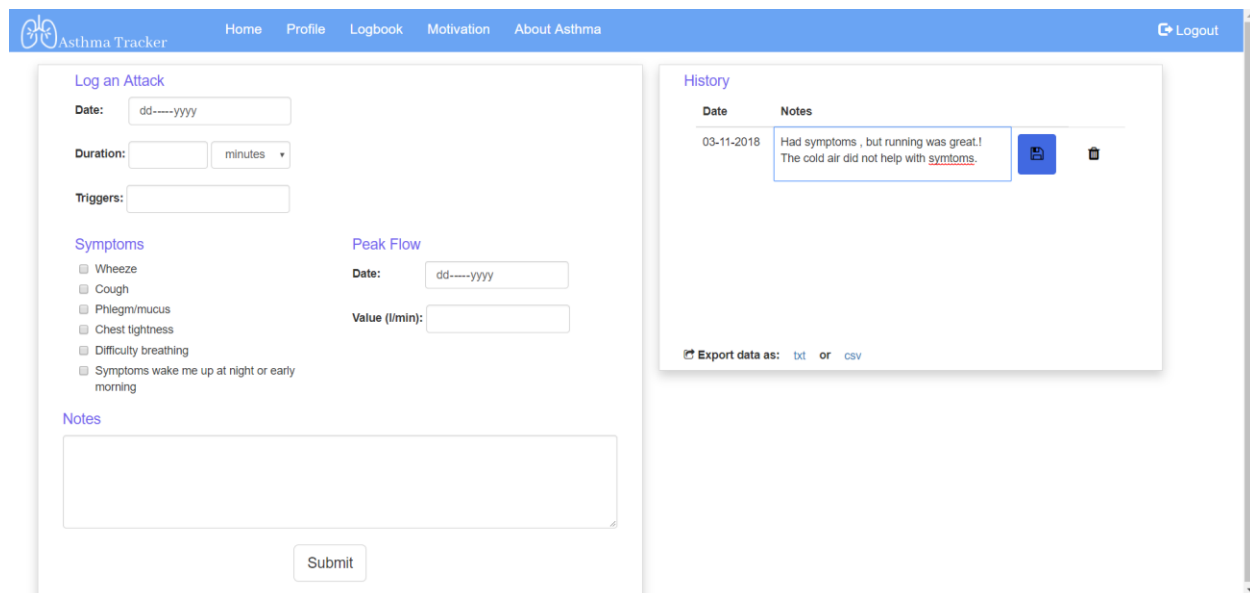 Asthma Tracker
Home Profile Logbook Motivation About Asthma
Logout
Log an Attack
Date: dd-----yyyy
Duration: minutes
Triggers:
Symptoms
Wheeze
Cough
Phlegm/mucus
Chest tightness
Difficulty breathing
Symptoms wake me up at night or early
morning
Peak Flow
Date: dd-----yyyy
Value (l/min):
Notes
Submit
History
Date Notes
03-11-2018 Had symptoms , but running was great.!
The cold air did not help with symtoms.
Export data as: txt or csv